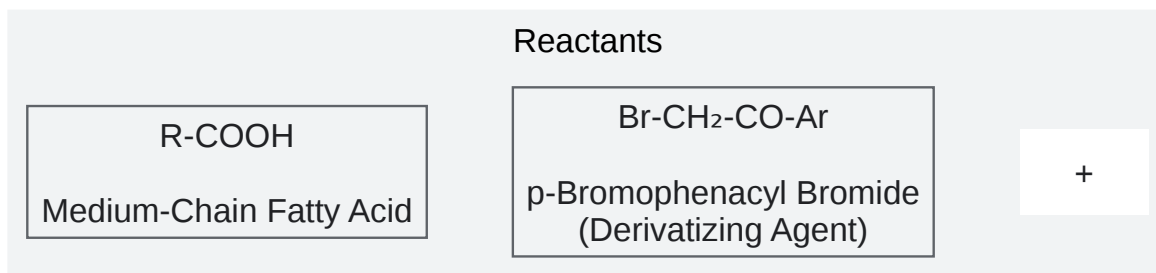 Reactants
R-COOH
Medium-Chain Fatty Acid
Br-CH₂-CO-Ar
p-Bromophenacyl Bromide
(Derivatizing Agent)
+